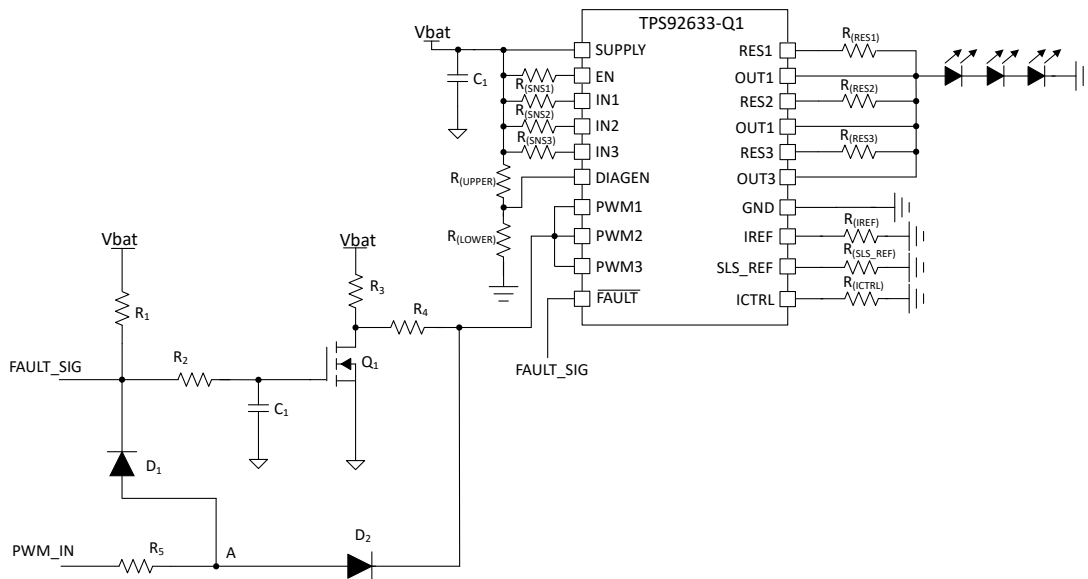 TPS92633-Q1
Vbat
C1
SUPPLY
EN
R(SNS1)
IN1
R(SNS2)
IN2
R(SNS3)
IN3
R(UPPER)
DIAGEN
R(LOWER)
PWM1
PWM2
PWM3
FAULT
FAULT_SIG
RES1
R(RES1)
OUT1
RES2
R(RES2)
OUT1
RES3
R(RES3)
OUT3
GND
IREF
R(IREF)
SLS_REF
R(SLS_REF)
ICTRL
R(ICTRL)
Vbat
R1
FAULT_SIG
R2
C1
Vbat
R3
R4
Q1
D1
PWM_IN
R5
A
D2